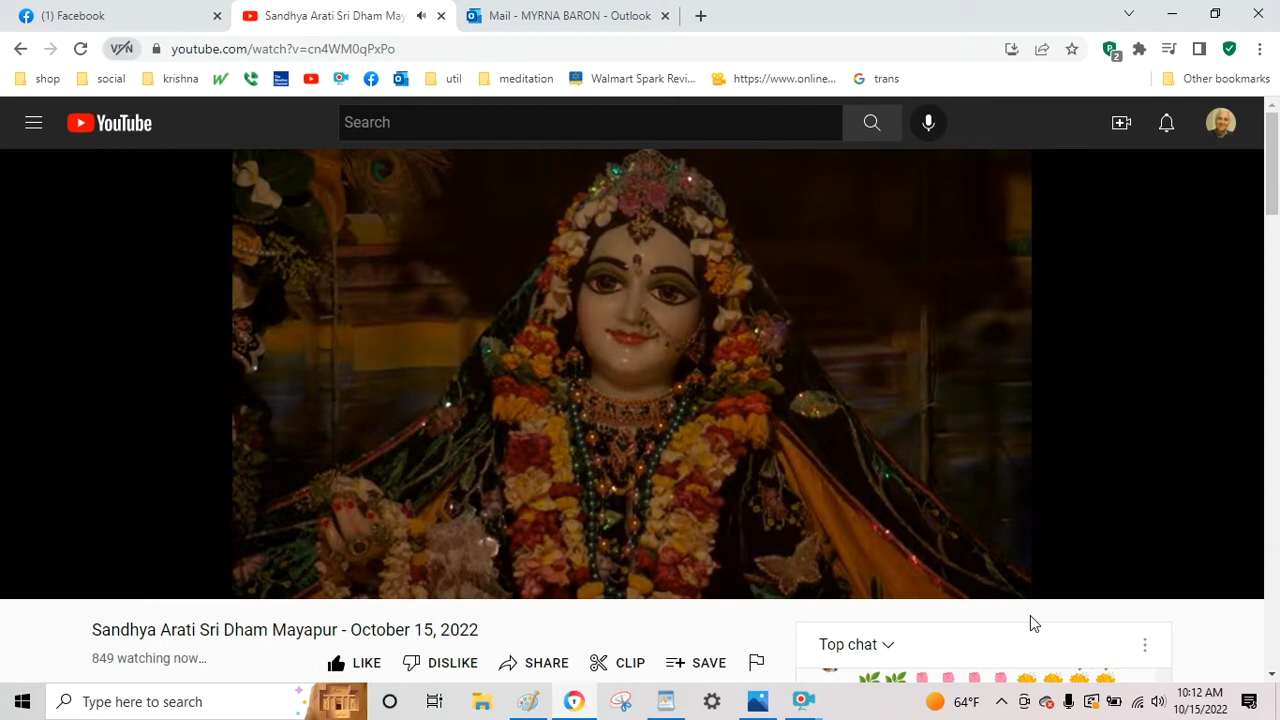 (1) Facebook
Sandhya Arati Sri Dham May
Mail - MYRNA BARON - Outlook
VPN
youtube.com/watch?v=cn4WM0qPxPo
2
shop
social
krishna
util
meditation
Walmart Spark Revi...
https://www.online...
trans
Other bookmarks
YouTube
Search
Sandhya Arati Sri Dham Mayapur - October 15, 2022
849 watching now...
LIKE
DISLIKE
SHARE
CLIP
SAVE
Top chat
Type here to search
64°F
10:12 AM
10/15/2022